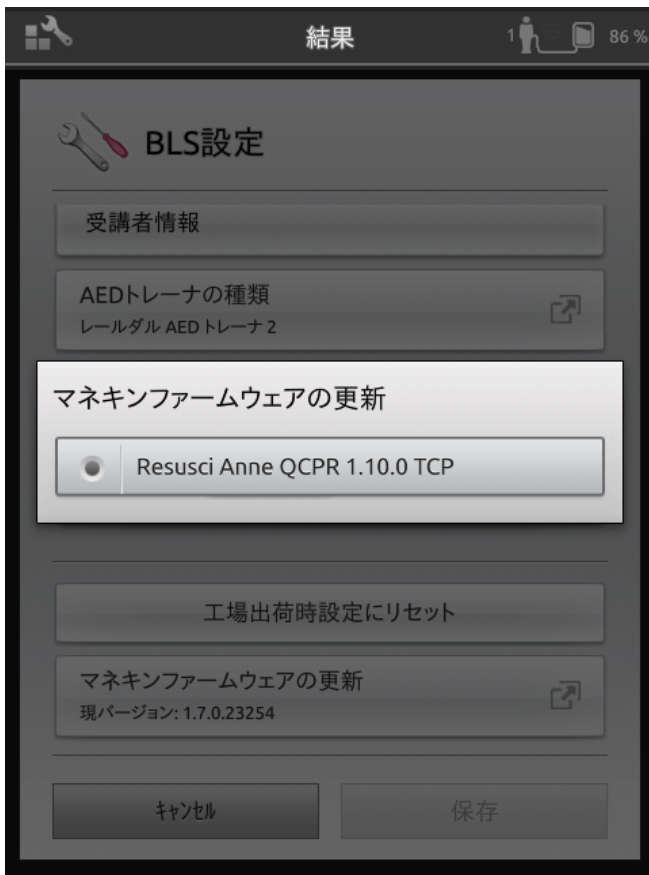 結果
1
86 %
BLS設定
受講者情報
AEDトレーナの種類
レールダル AED トレーナ 2
マネキンファームウェアの更新
Resusci Anne QCPR 1.10.0 TCP
工場出荷時設定にリセット
マネキンファームウェアの更新
現バージョン: 1.7.0.23254
ｷｬﾝｾﾙ
保存